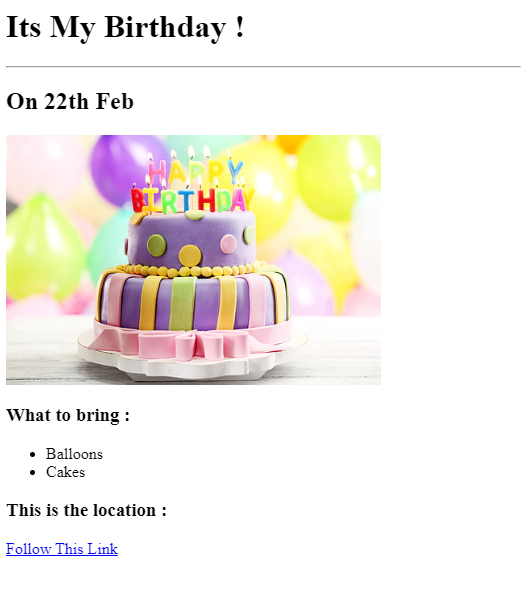 Its My Birthday !
On 22th Feb
HAPPY
BIRTHDAY
What to bring :
Balloons
Cakes
This is the location :
Follow This Link